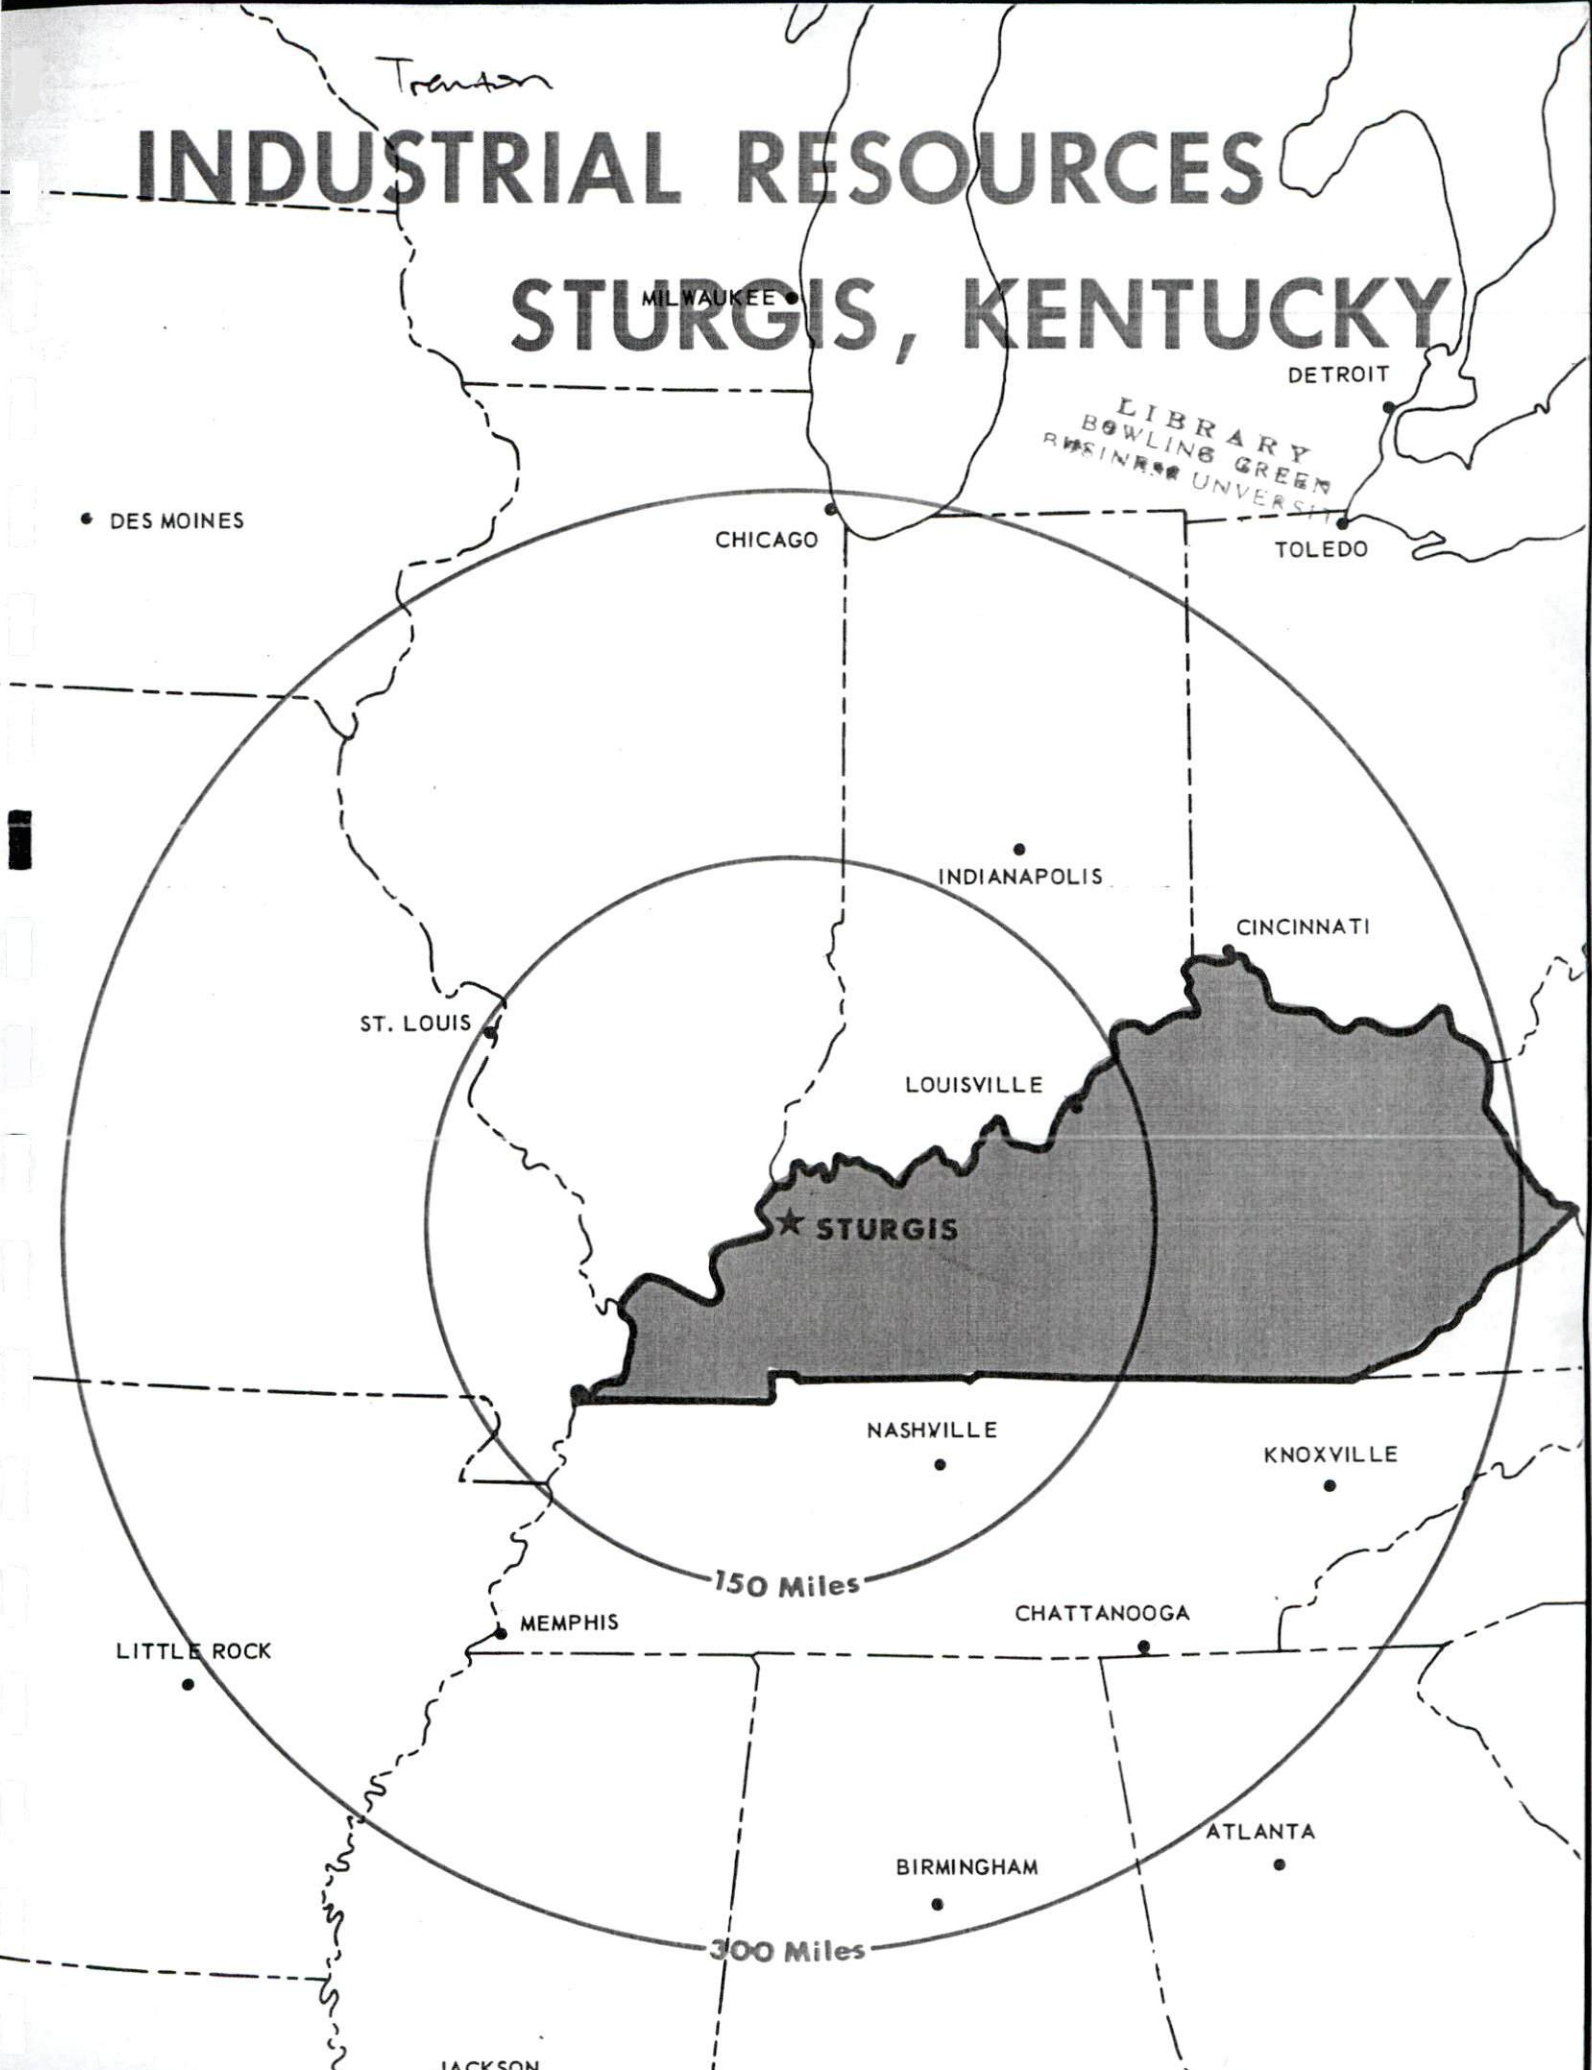 Trenton
INDUSTRIAL RESOURCES
STURGIS, KENTUCKY
MILWAUKEE
DETROIT
LIBRARY
BOWLING GREEN
BUSINESS UNVERSIT
DES MOINES
CHICAGO
TOLEDO
INDIANAPOLIS
CINCINNATI
ST. LOUIS
LOUISVILLE
STURGIS
NASHVILLE
KNOXVILLE
150 Miles
CHATTANOOGA
MEMPHIS
LITTLE ROCK
ATLANTA
BIRMINGHAM
300 Miles
JACKSON